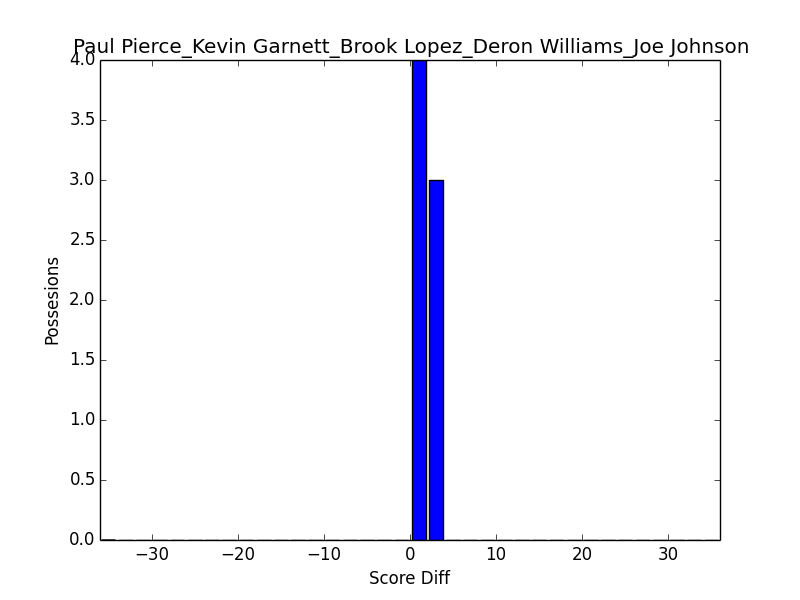 Paul Pierce_Kevin Garnett_Brook Lopez_Deron Williams_Joe Johnson
4.0
3.5
3.0
2.5
2.0
1.5
1.0
0.5
0.0
Possesions
−30 −20 −10 0 10 20 30
Score Diff